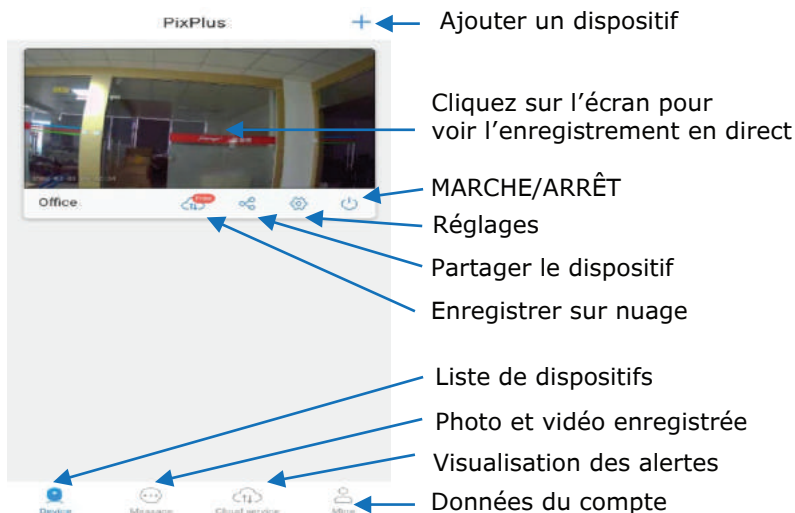 PixPlus
Ajouter un dispositif
Cliquez sur l’écran pour
voir l’enregistrement en direct
Office
MARCHE/ARRÊT
Réglages
Partager le dispositif
Enregistrer sur nuage
Liste de dispositifs
Photo et vidéo enregistrée
Visualisation des alertes
Données du compte
Device
Message
Cloud service
Mine